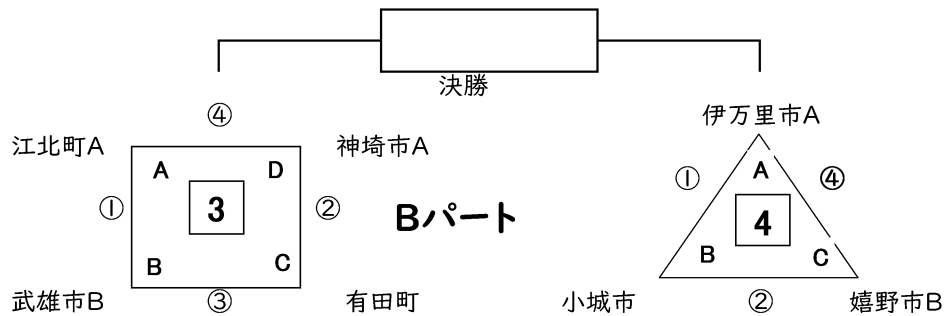 決勝
④
伊万里市A
江北町A
神埼市A
A
D
①
3
②
B
C
武雄市B
③
有田町
Bパート
①
A
④
4
B
C
小城市
②
嬉野市B